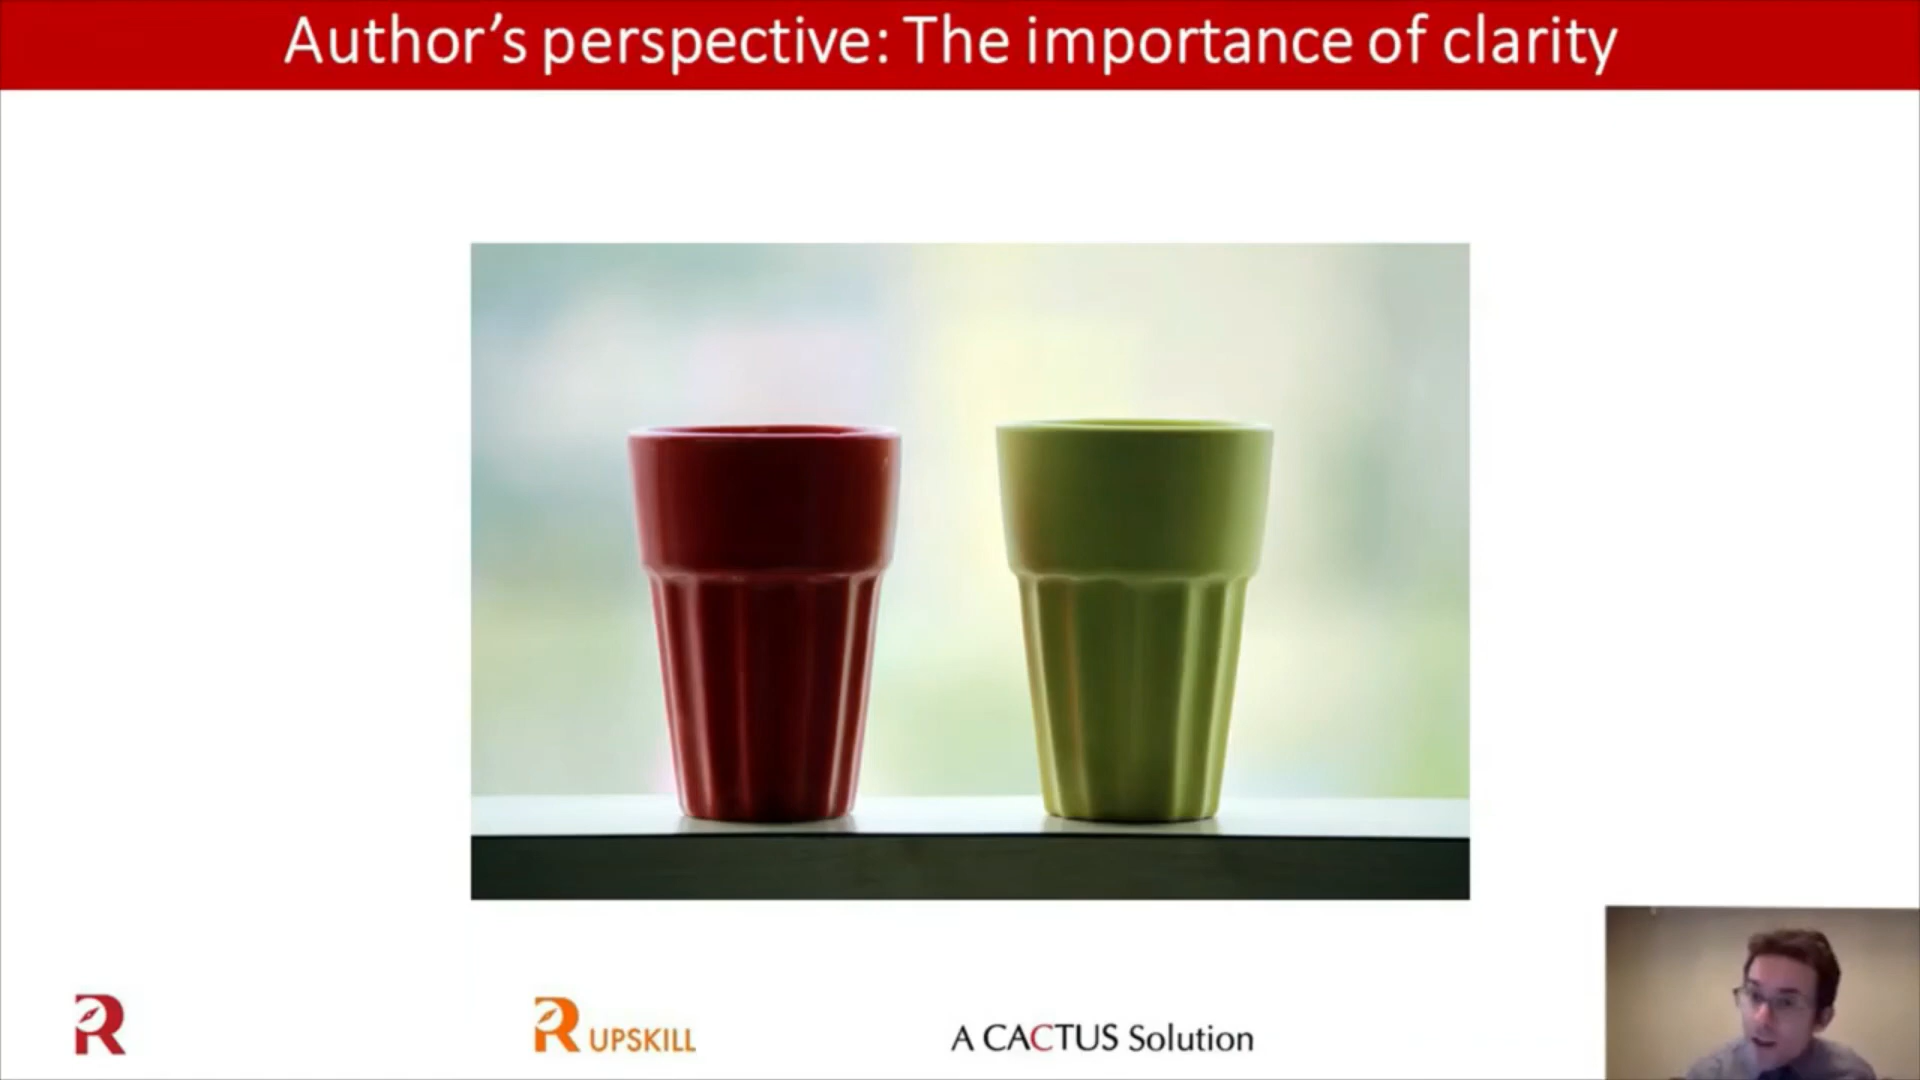 Author's perspective: The importance of clarity
R
R UPSKILL
A CACTUS Solution